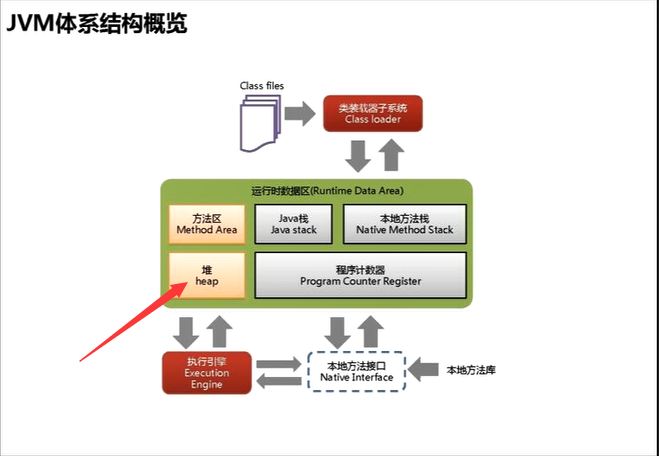 JVM体系结构概览
Class files
类装载器子系统
Class loader
运行时数据区(Runtime Data Area)
方法区
Method Area
Java栈
Java stack
本地方法栈
Native Method Stack
堆
heap
程序计数器
Program Counter Register
执行引擎
Execution
Engine
本地方法接口
Native Interface
本地方法库